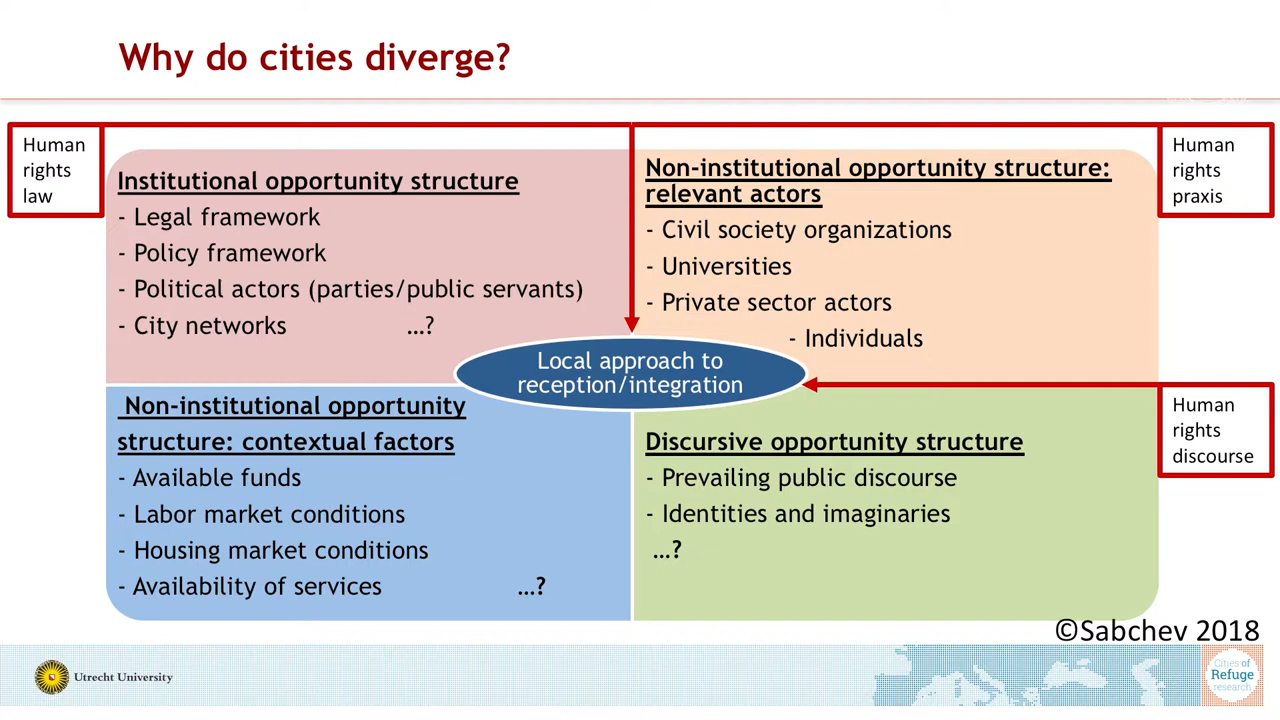 Why do cities diverge?
Human
rights
law
Institutional opportunity structure
- Legal framework
- Policy framework
- Political actors (parties/public servants)
- City networks …?
Non-institutional opportunity structure:
relevant actors
- Civil society organizations
- Universities
- Private sector actors
- Individuals
Human
rights
praxis
Local approach to
reception/integration
Non-institutional opportunity
structure: contextual factors
- Available funds
- Labor market conditions
- Housing market conditions
- Availability of services …?
Discursive opportunity structure
- Prevailing public discourse
- Identities and imaginaries
…?
Human
rights
discourse
©Sabchev 2018
Utrecht University
Cities of
Refuge
research